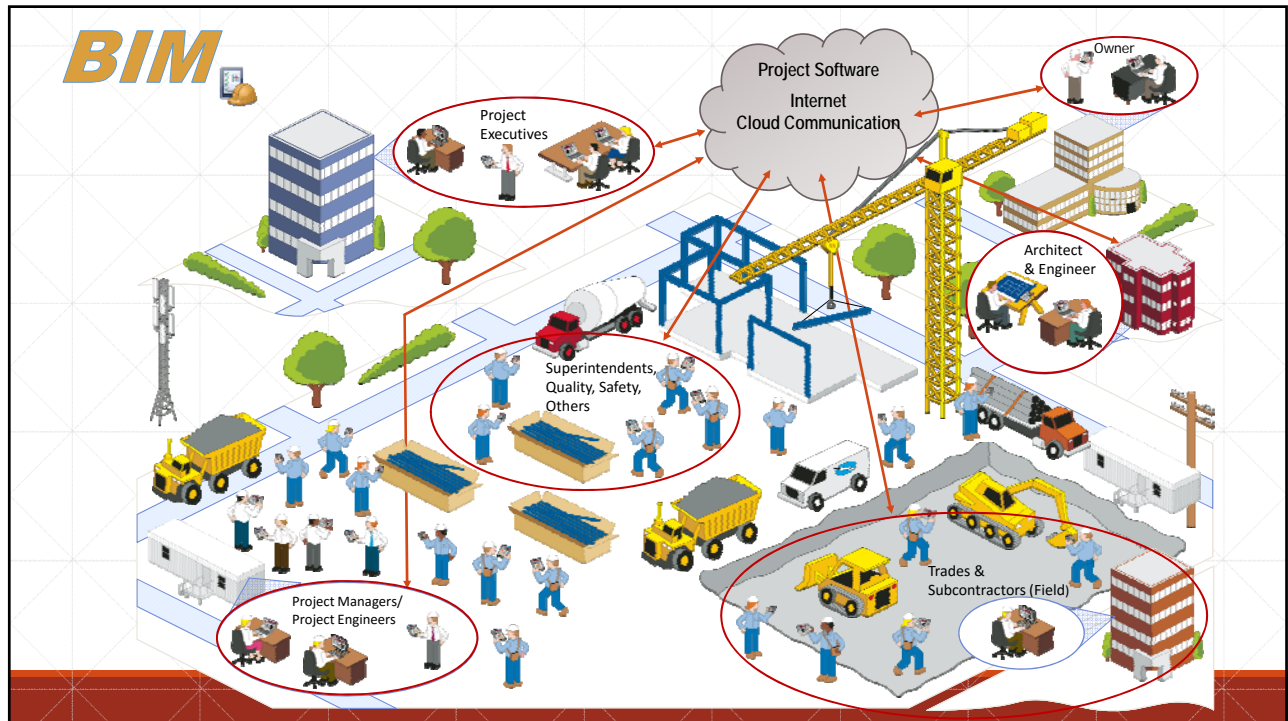 BIM
Project Software
Internet
Cloud Communication
Owner
Project
Executives
Architect
& Engineer
Superintendents,
Quality, Safety,
Others
Trades &
Subcontractors (Field)
Project Managers/
Project Engineers